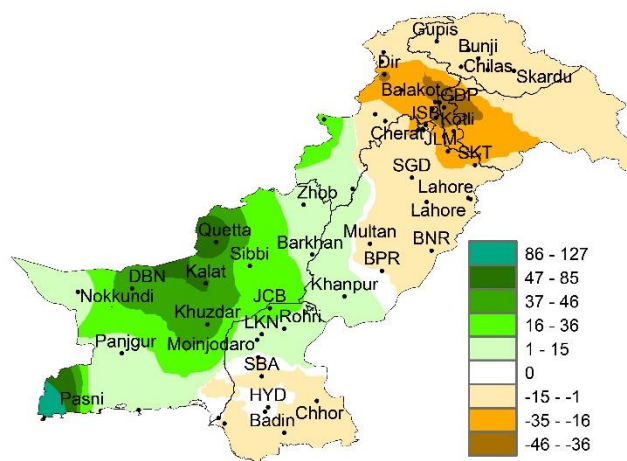 Gupis
Bunji
Dir
Chilas
Skardu
Balakot
GDP
ISB
Kotli
Cherat
JLM
SGD
SKT
Zhob
Lahore
Lahore
Quetta
Barkhan
Multan
BNR
Sibbi
BPR
DBN
Kalat
Nokkundi
Khanpur
JCB
Khuzdar
LKN
Rohri
Panjgur
Moinjodaro
SBA
Pasni
HYD
Chhor
Badin
86 - 127
47 - 85
37 - 46
16 - 36
1 - 15
0
-15 - -1
-35 - -16
-46 - -36